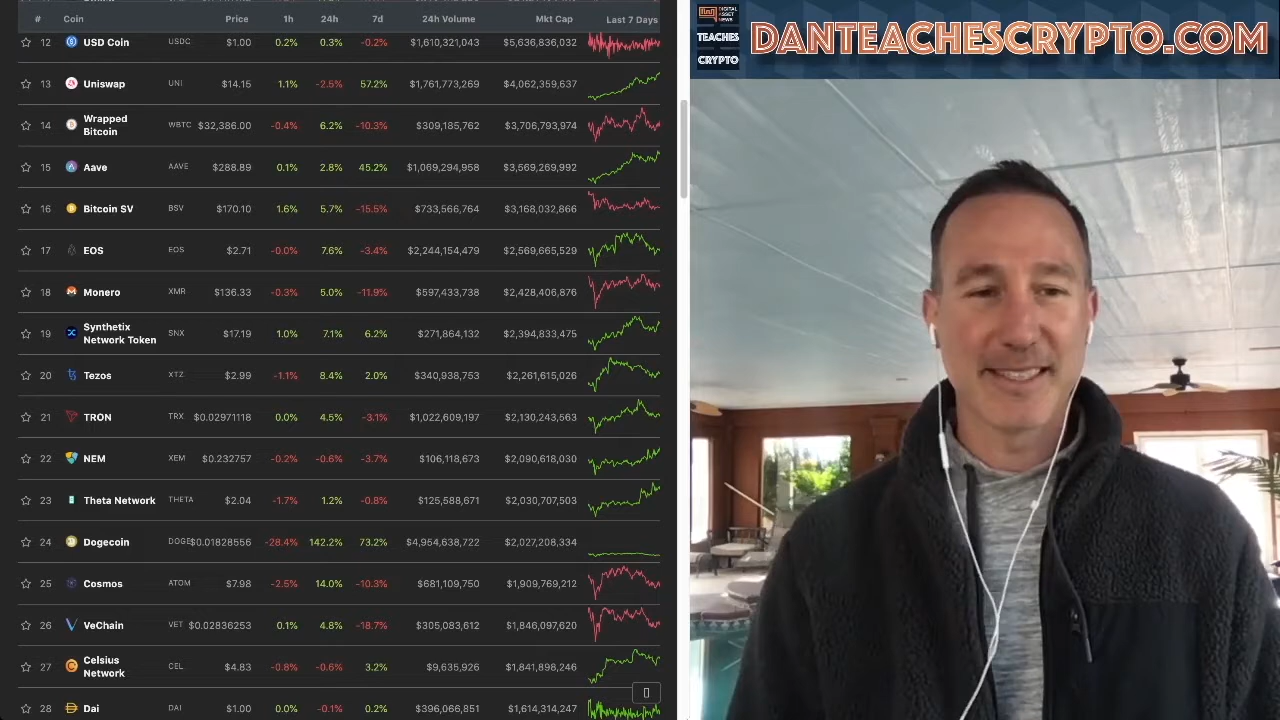 # Coin Price 1h 24h 7d 24h Volume Mkt Cap Last 7 Days
12 USD Coin USDC $1.00 0.2% 0.3% -0.2% $1,610,321,043 $5,636,836,032
13 Uniswap UNI $14.15 1.1% -2.5% 57.2% $1,761,773,269 $4,062,359,637
14 Wrapped Bitcoin WBTC $32,386.00 -0.4% 6.2% -10.3% $309,185,762 $3,706,793,974
15 Aave AAVE $288.89 0.1% 2.8% 45.2% $1,069,294,958 $3,569,269,992
16 Bitcoin SV BSV $170.10 1.6% 5.7% -15.5% $733,566,764 $3,168,032,866
17 EOS EOS $2.71 -0.0% 7.6% -3.4% $2,244,154,479 $2,569,665,529
18 Monero XMR $136.33 -0.3% 5.0% -11.9% $597,433,738 $2,428,406,876
19 Synthetix Network Token SNX $17.19 1.0% 7.1% 6.2% $271,864,132 $2,394,833,475
20 Tezos XTZ $2.99 -1.1% 8.4% 2.0% $340,938,753 $2,261,615,026
21 TRON TRX $0.02971118 0.0% 4.5% -3.1% $1,022,609,197 $2,130,243,563
22 NEM XEM $0.232757 -0.2% -0.6% -3.7% $106,118,673 $2,090,618,030
23 Theta Network THETA $2.04 -1.7% 1.2% -0.8% $125,588,671 $2,030,707,503
24 Dogecoin DOGE $0.01828556 -28.4% 142.2% 73.2% $4,954,638,722 $2,027,208,334
25 Cosmos ATOM $7.98 -2.5% 14.0% -10.3% $681,109,750 $1,909,769,212
26 VeChain VET $0.02836253 0.1% 4.8% -18.7% $305,083,612 $1,846,097,620
27 Celsius Network CEL $4.83 -0.8% -0.6% 3.2% $9,635,926 $1,841,898,246
28 Dai DAI $1.00 0.0% -0.1% 0.2% $396,066,851 $1,614,314,247
DIGITAL ASSET NEWS
TEACHES
CRYPTO
DANTEACHESCRYPTO.COM